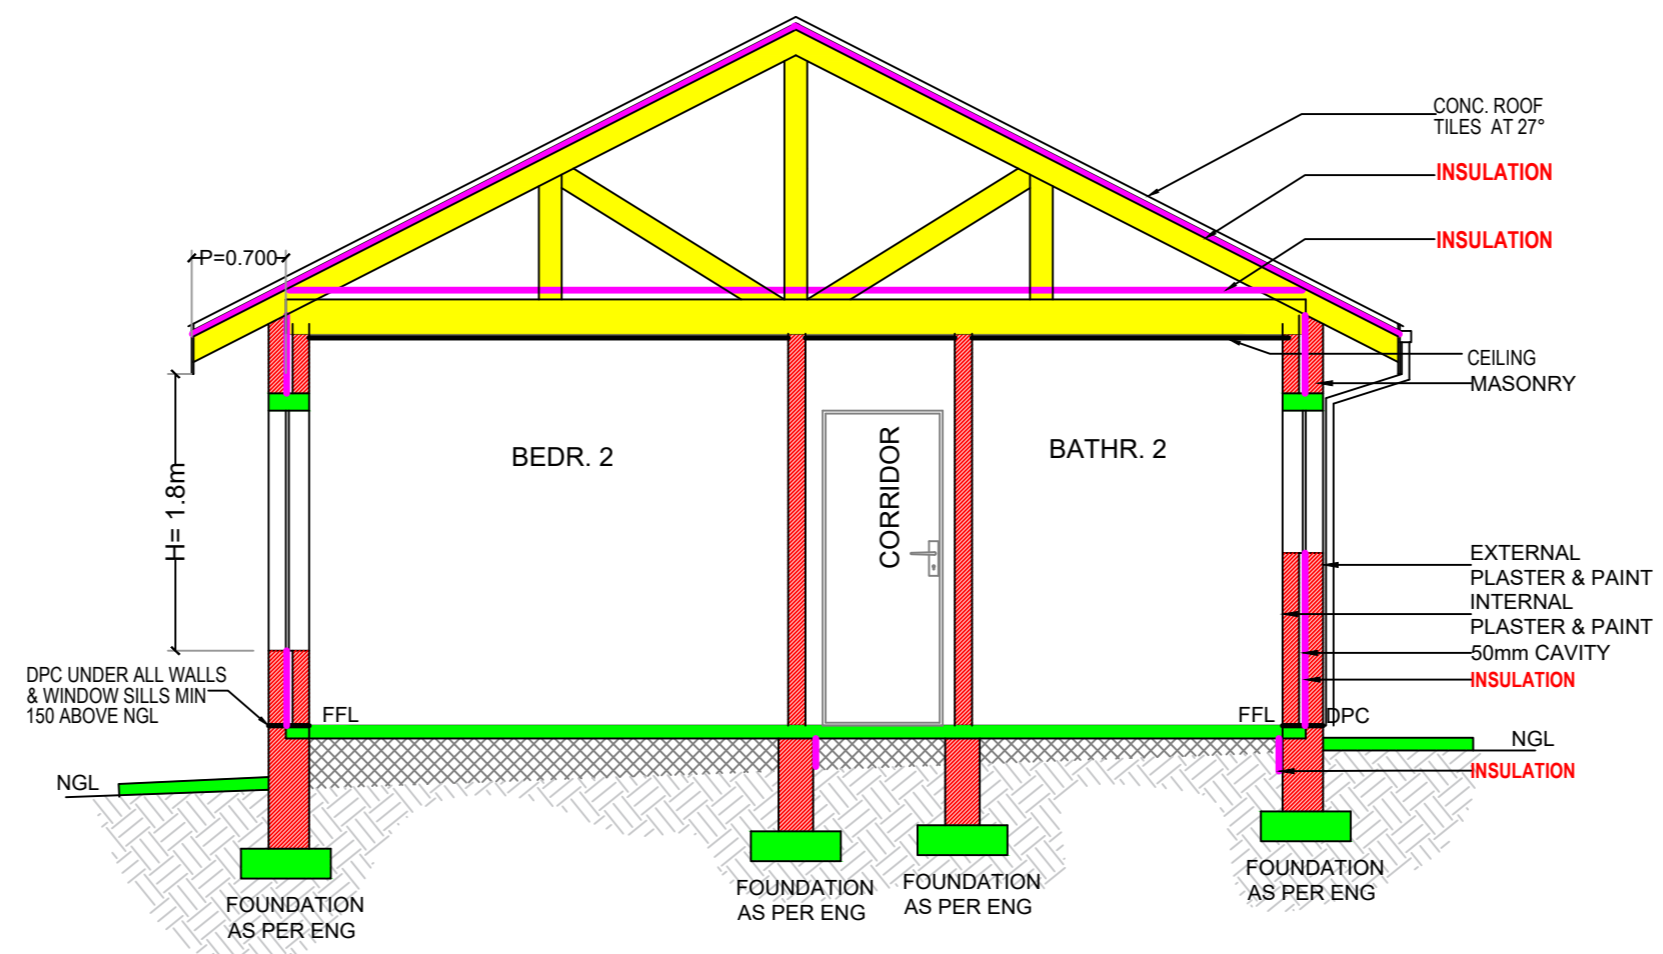 CONC. ROOF
TILES AT 27°
INSULATION
INSULATION
P=0.700
CEILING
MASONRY
BEDR. 2
CORRIDOR
BATHR. 2
H= 1.8m
EXTERNAL
PLASTER & PAINT
INTERNAL
PLASTER & PAINT
50mm CAVITY
INSULATION
DPC UNDER ALL WALLS
& WINDOW SILLS MIN
150 ABOVE NGL
FFL
FFL
DPC
NGL
INSULATION
NGL
FOUNDATION
AS PER ENG
FOUNDATION
AS PER ENG
FOUNDATION
AS PER ENG
FOUNDATION
AS PER ENG